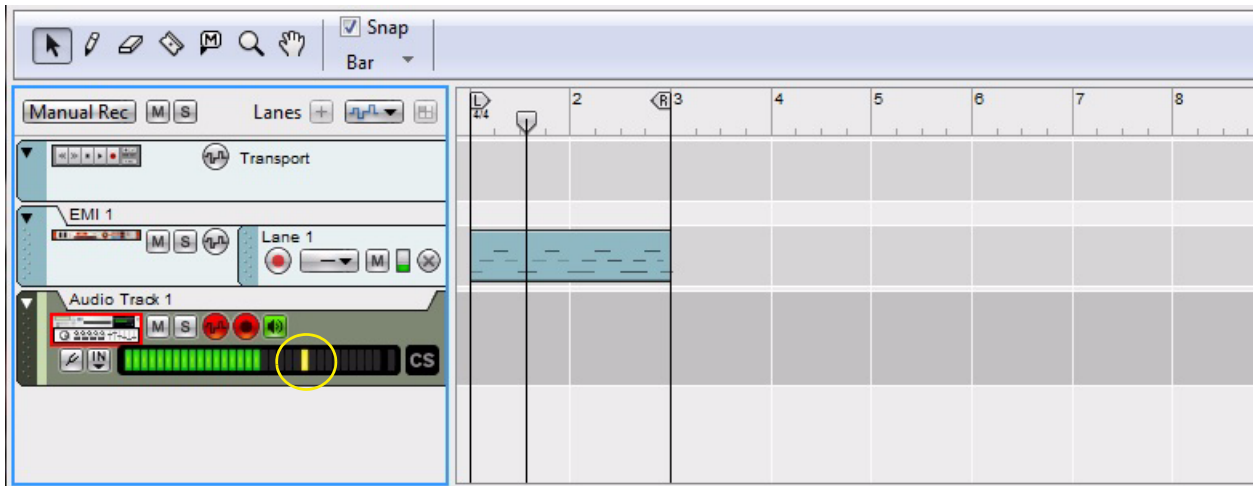 Snap
Bar
Manual Rec M S Lanes
L 2 R 3 4 5 6 7 8
4/4
Transport
EMI 1
M S Lane 1
M
Audio Track 1
M S
IN CS